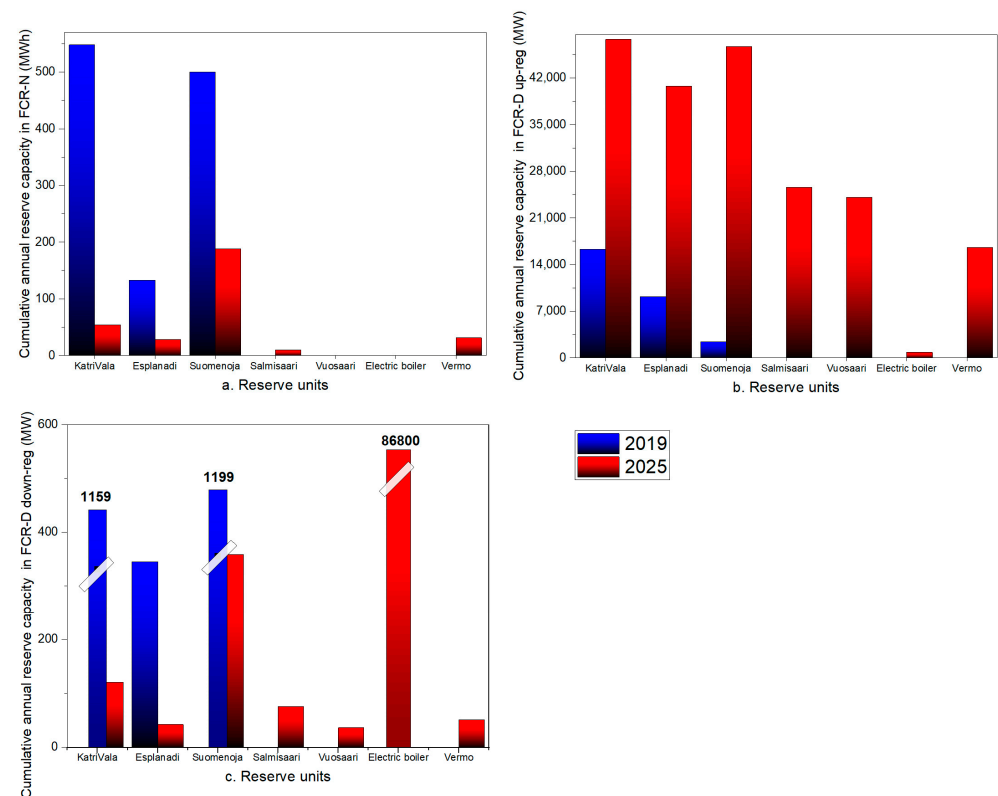 Cumulative annual reserve capacity in FCR-N (MWh)
500
400
300
200
100
0
KatriVala Esplanadi Suomenoja Salmisaari Vuosaari Electric boiler Vermo
a. Reserve units
Cumulative annual reserve capacity in FCR-D up-reg (MW)
42,000
35,000
28,000
21,000
14,000
7,000
0
KatriVala Esplanadi Suomenoja Salmisaari Vuosaari Electric boiler Vermo
b. Reserve units
Cumulative annual reserve capacity in FCR-D down-reg (MW)
600
400
200
0
1159
1199
86800
KatriVala Esplanadi Suomenoja Salmisaari Vuosaari Electric boiler Vermo
c. Reserve units
2019
2025